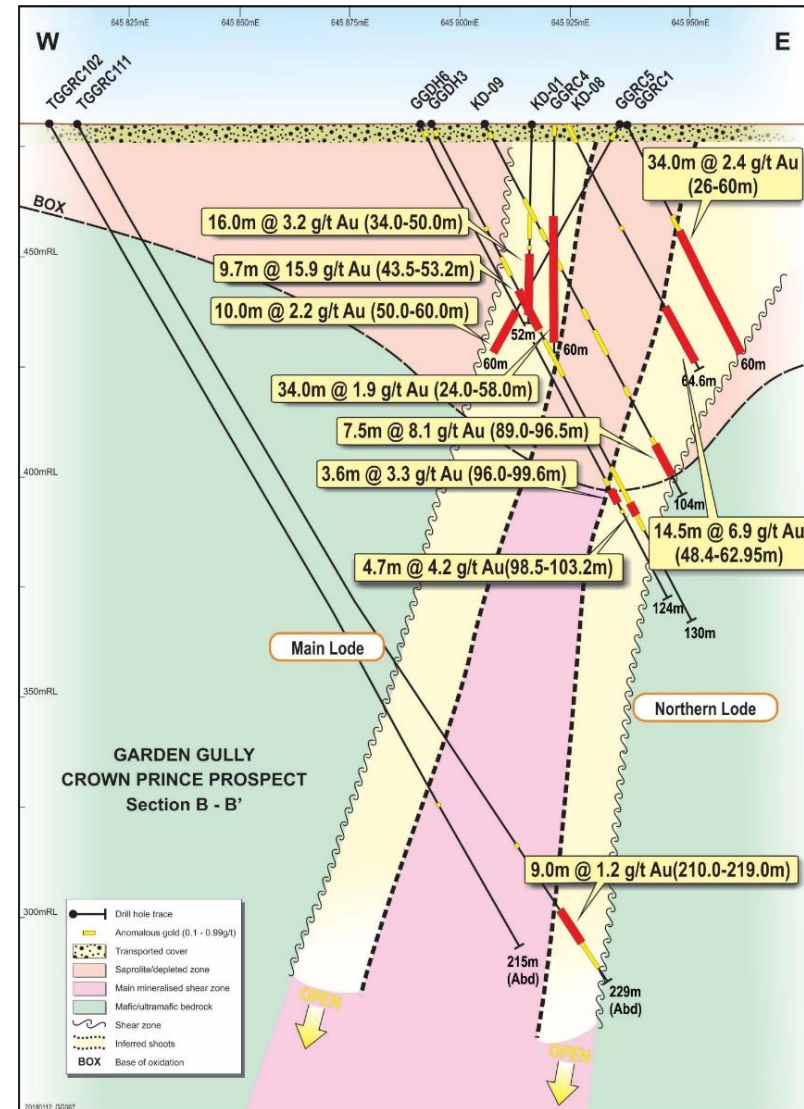 645 825mE
645 850mE
645 875mE
645 900mE
645 925mE
645 950mE
W
E
TGGRC102
TGGRC111
GGDH6
GGDH3
KD-09
KD-01
GGRC4
KD-08
GGRC5
GGRC1
34.0m @ 2.4 g/t Au
(26-60m)
BOX
16.0m @ 3.2 g/t Au (34.0-50.0m)
450mRL
9.7m @ 15.9 g/t Au (43.5-53.2m)
10.0m @ 2.2 g/t Au (50.0-60.0m)
52m
60m
60m
60m
64.6m
34.0m @ 1.9 g/t Au (24.0-58.0m)
7.5m @ 8.1 g/t Au (89.0-96.5m)
400mRL
3.6m @ 3.3 g/t Au (96.0-99.6m)
104m
14.5m @ 6.9 g/t Au
(48.4-62.95m)
4.7m @ 4.2 g/t Au(98.5-103.2m)
124m
130m
Main Lode
350mRL
Northern Lode
GARDEN GULLY
CROWN PRINCE PROSPECT
Section B - B'
9.0m @ 1.2 g/t Au(210.0-219.0m)
300mRL
215m
(Abd)
229m
(Abd)
OPEN
OPEN
Drill hole trace
Anomalous gold (0.1 - 0.99g/t)
Transported cover
Saprolite/depleted zone
Main mineralised shear zone
Mafic/ultramafic bedrock
Shear zone
Inferred shoots
BOX Base of oxidation
20180112_GG067